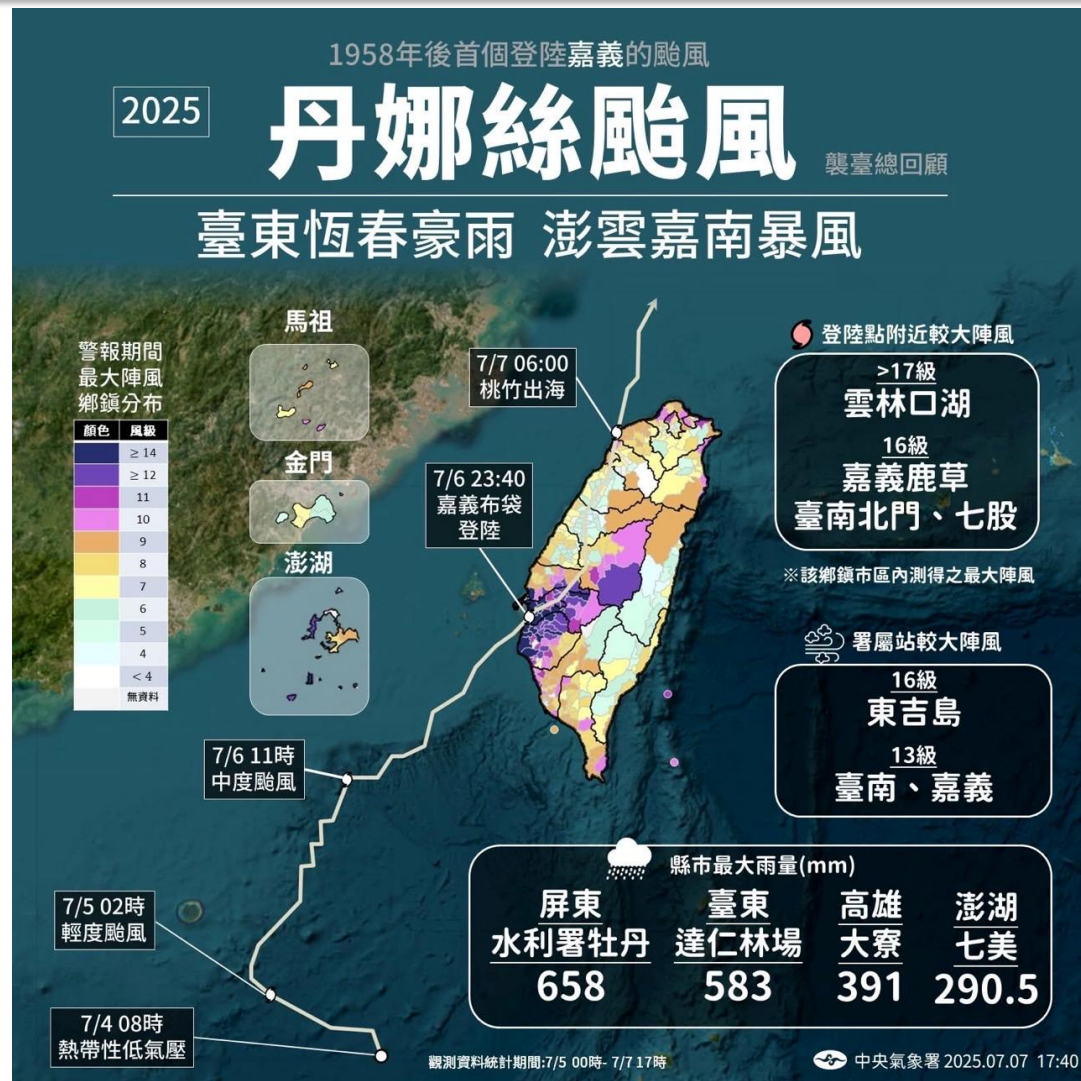 1958年後首個登陸嘉義的颱風
2025
丹娜絲颱風
襲臺總回顧
臺東恆春豪雨 澎雲嘉南暴風
警報期間
最大陣風
鄉鎮分布
顏色 風級
≥ 14
≥ 12
11
10
9
8
7
6
5
4
< 4
無資料
馬祖
金門
澎湖
7/7 06:00
桃竹出海
7/6 23:40
嘉義布袋
登陸
7/6 11時
中度颱風
7/5 02時
輕度颱風
7/4 08時
熱帶性低氣壓
登陸點附近較大陣風
>17級
雲林口湖
16級
嘉義鹿草
臺南北門、七股
※該鄉鎮市區內測得之最大陣風
署屬站較大陣風
16級
東吉島
13級
臺南、嘉義
縣市最大雨量(mm)
屏東 臺東 高雄 澎湖
水利署牡丹 達仁林場 大寮 七美
658 583 391 290.5
觀測資料統計期間:7/5 00時- 7/7 17時
中央氣象署 2025.07.07 17:40